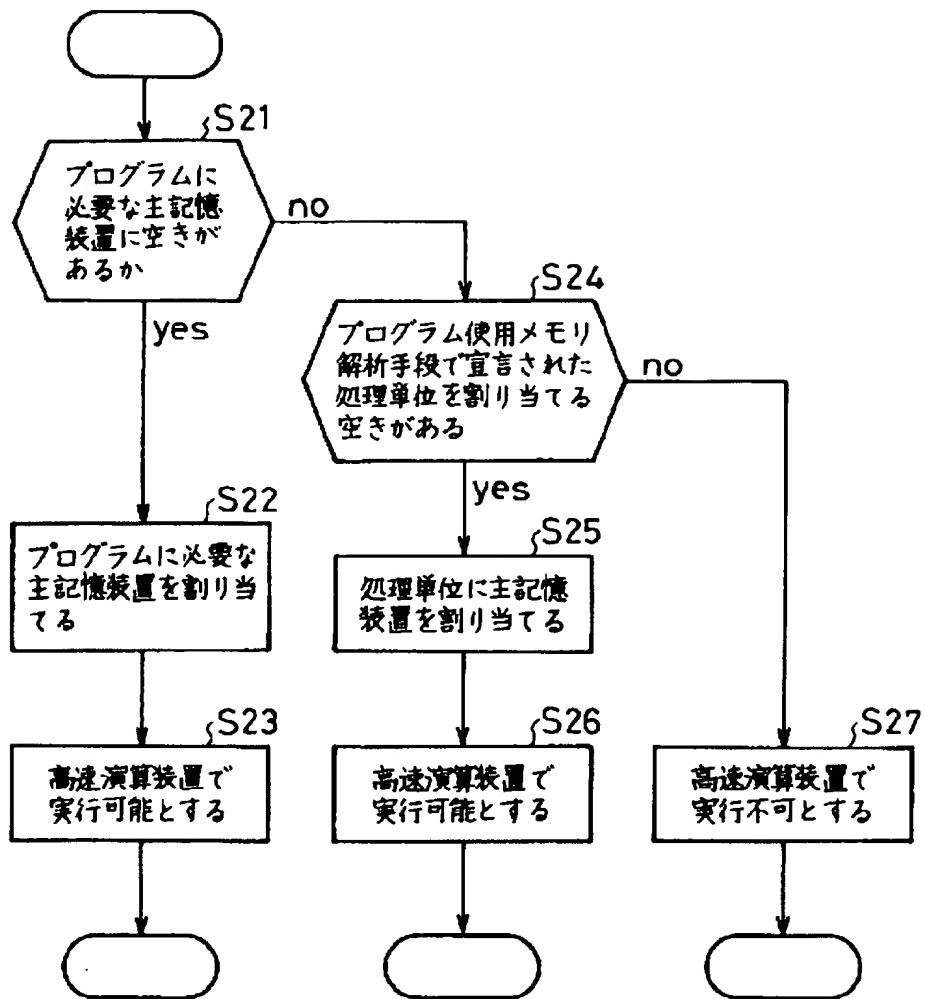 S21
プログラムに
必要な主記憶
装置に空きが
あるか
no
yes
S24
プログラム使用メモリ
解析手段で宣言された
処理単位を割り当てる
空きがある
no
yes
S22
プログラムに必要な
主記憶装置を割り当
てる
S25
処理単位に主記憶
装置を割り当てる
S23
高速演算装置で
実行可能とする
S26
高速演算装置で
実行可能とする
S27
高速演算装置で
実行不可とする